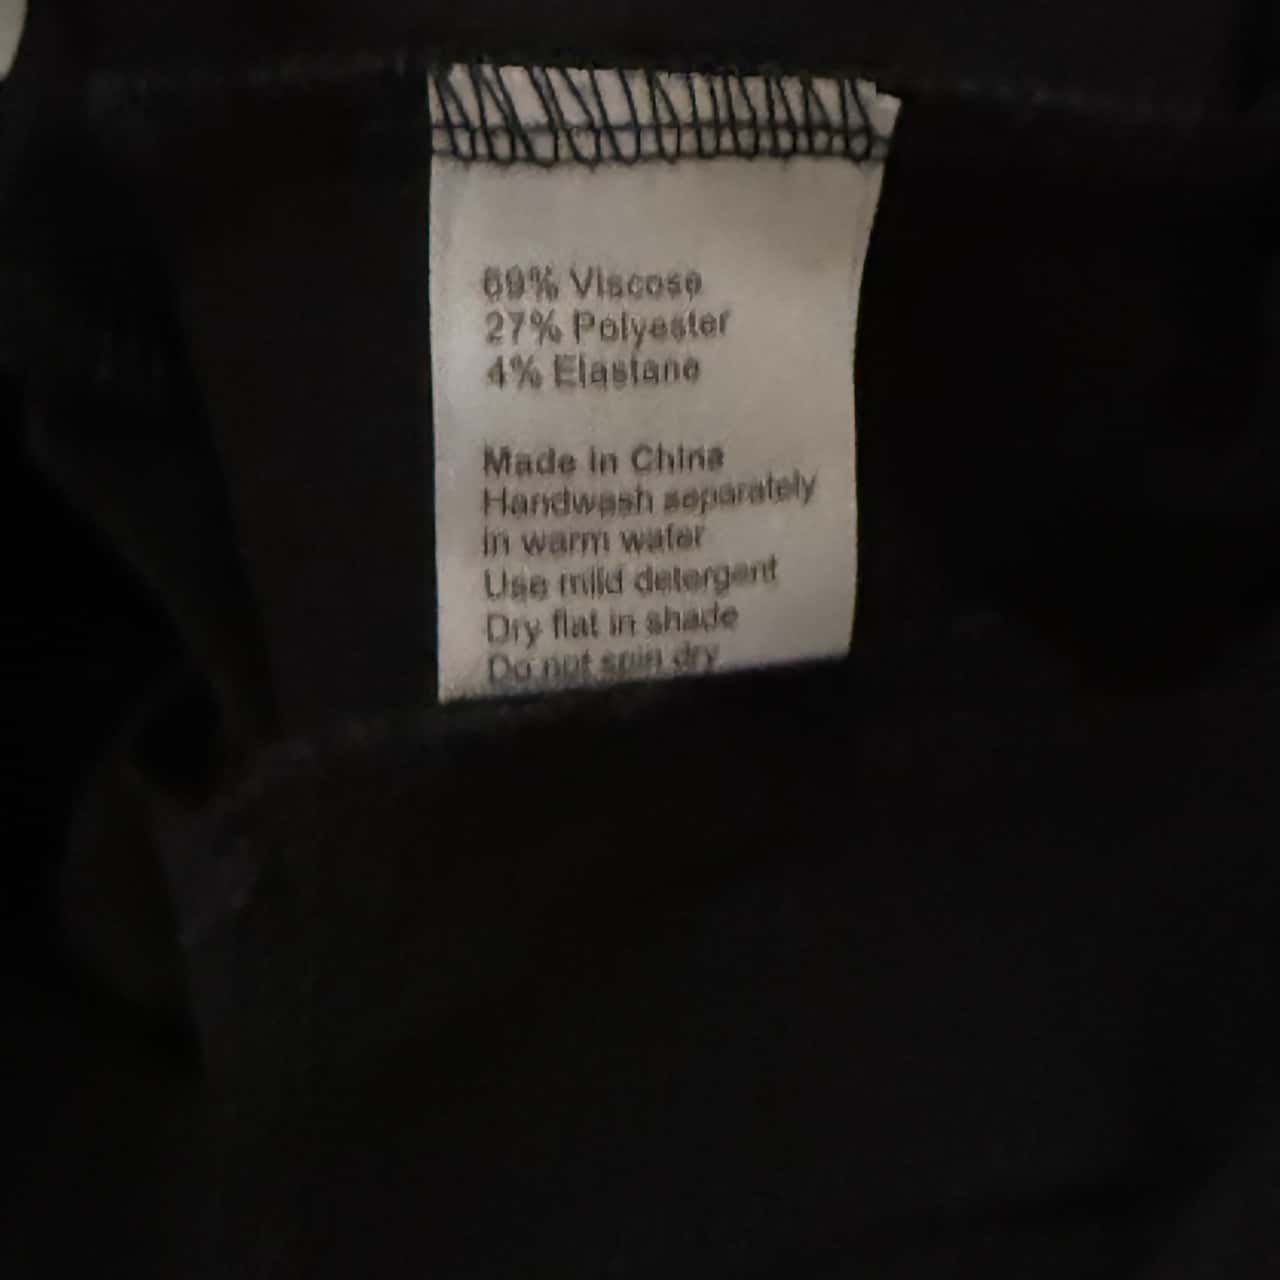 69% Viscose
27% Polyester
4% Elastane
Made in China
Handwash separately
in warm water
Use mild detergent
Dry flat in shade
Do not spin dry